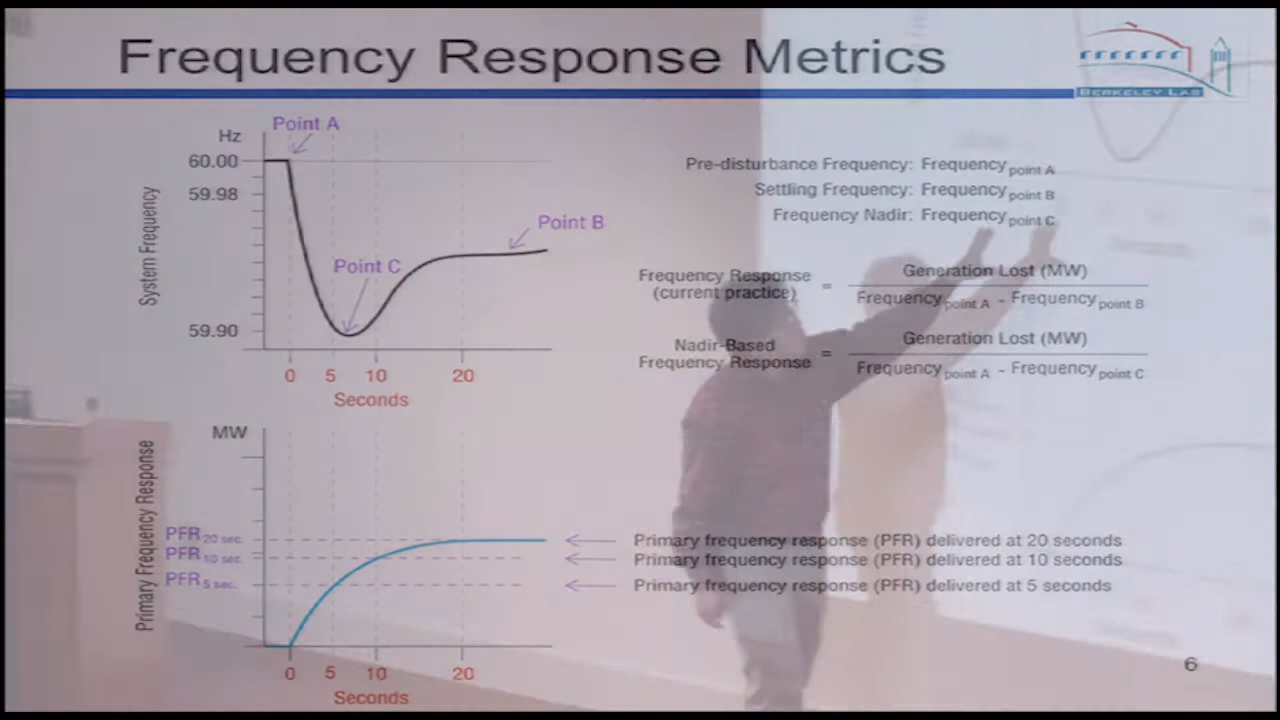 Frequency Response Metrics
BERKELEY LAB
Hz
Point A
60.00
59.98
59.90
System Frequency
Point B
Point C
0 5 10 20
Seconds
Pre-disturbance Frequency: Frequency point A
Settling Frequency: Frequency point B
Frequency Nadir: Frequency point C
Frequency Response
(current practice)
=
Generation Lost (MW)
Frequency point A - Frequency point B
Nadir-Based
Frequency Response
=
Generation Lost (MW)
Frequency point A - Frequency point C
MW
Primary Frequency Response
PFR 20 sec.
PFR 10 sec.
PFR 5 sec.
0 5 10 20
Seconds
Primary frequency response (PFR) delivered at 20 seconds
Primary frequency response (PFR) delivered at 10 seconds
Primary frequency response (PFR) delivered at 5 seconds
6